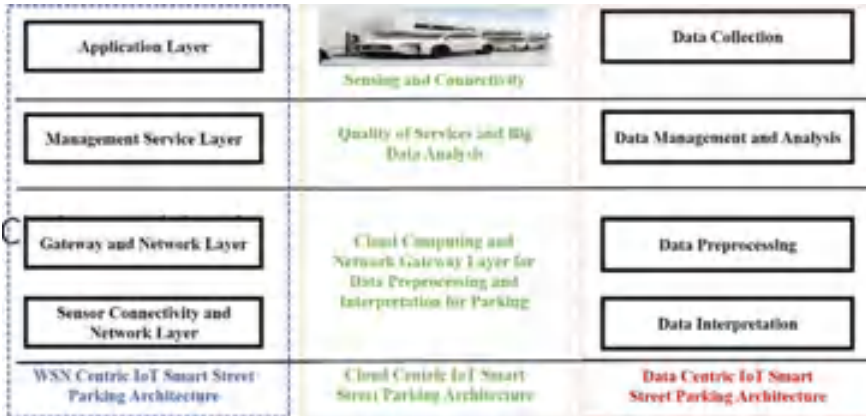 Application Layer
Sensing and Connectivity
Data Collection
Management Service Layer
Quality of Services and Big
Data Analysis
Data Management and Analysis
C
Gateway and Network Layer
Cloud Computing and
Network Gateway Layer for
Data Preprocessing and
Interpretation for Parking
Data Preprocessing
Sensor Connectivity and
Network Layer
Data Interpretation
WSN Centric IoT Smart Street
Parking Architecture
Cloud Centric IoT Smart
Street Parking Architecture
Data Centric IoT Smart
Street Parking Architecture